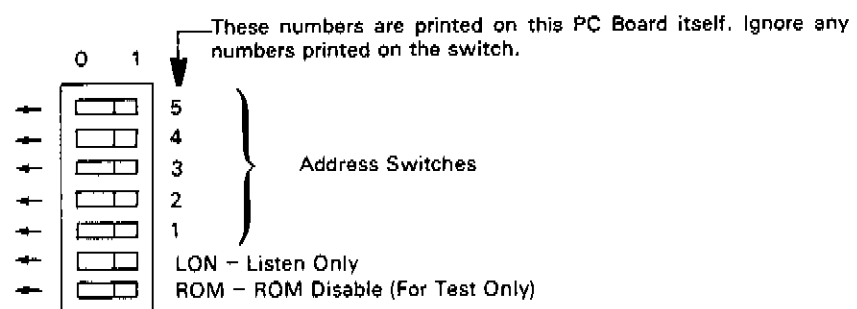 These numbers are printed on this PC Board itself. Ignore any
numbers printed on the switch.
0 1
5
4
3
Address Switches
2
1
LON — Listen Only
ROM — ROM Disable (For Test Only)